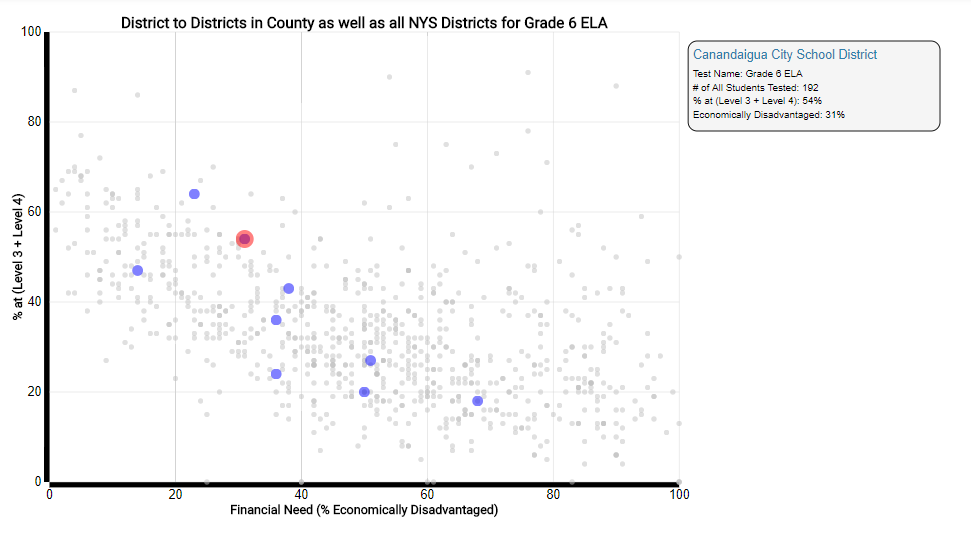 District to Districts in County as well as all NYS Districts for Grade 6 ELA
100
80
60
40
20
0
% at (Level 3 + Level 4)
0 20 40 60 80 100
Financial Need (% Economically Disadvantaged)
Canandaigua City School District
Test Name: Grade 6 ELA
# of All Students Tested: 192
% at (Level 3 + Level 4): 54%
Economically Disadvantaged: 31%